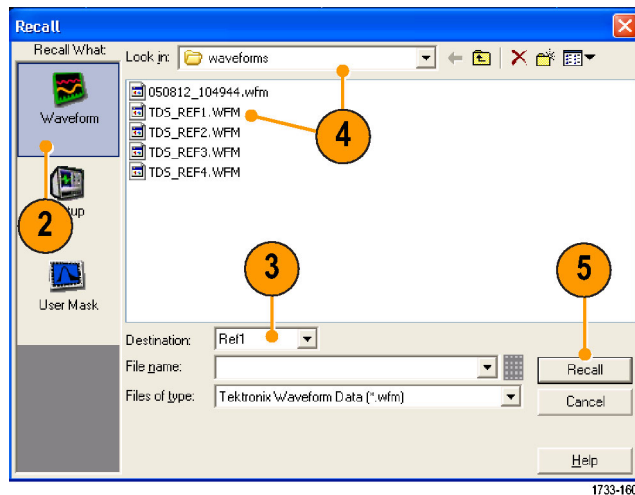 Recall
Recall What:
Look in: waveforms
Waveform
050812_104944.wfm
TDS_REF1.WFM
TDS_REF2.WFM
TDS_REF3.WFM
TDS_REF4.WFM
4
2
User Mask
3
5
Destination: Ref1
File name:
Recall
Files of type: Tektronix Waveform Data (*.wfm)
Cancel
Help
1733-160